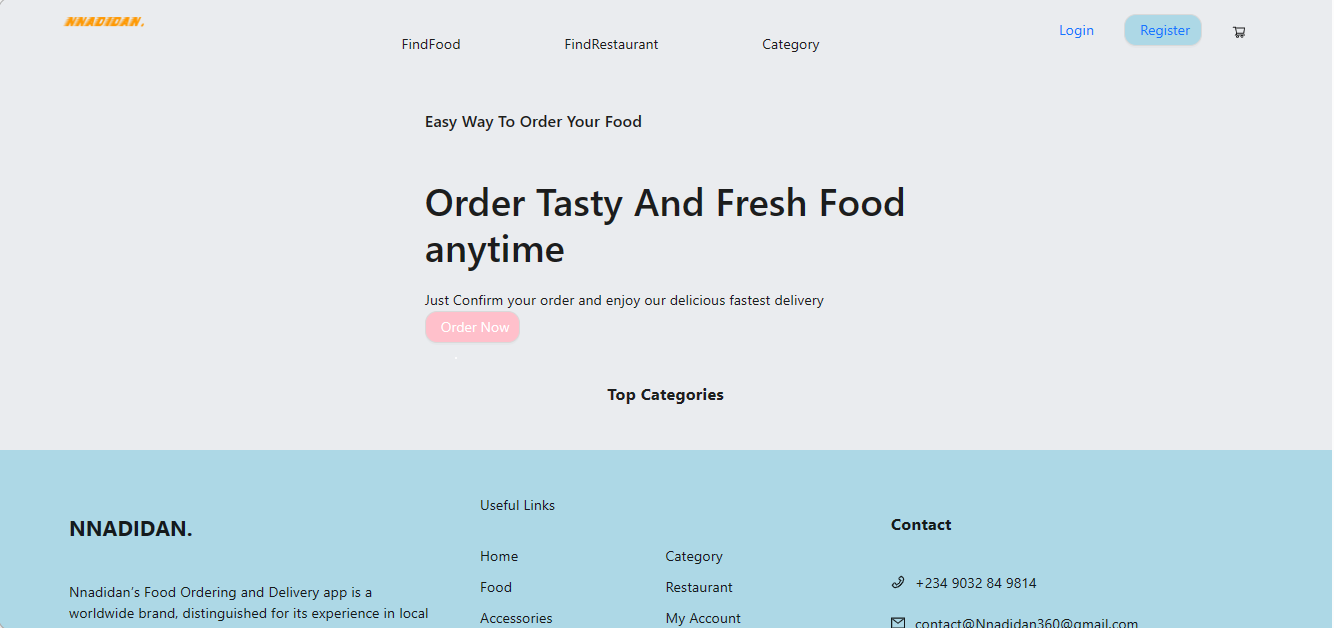 NNADIDAN.
FindFood
FindRestaurant
Category
Login
Register
Easy Way To Order Your Food
Order Tasty And Fresh Food
anytime
Just Confirm your order and enjoy our delicious fastest delivery
Order Now
Top Categories
NNADIDAN.
Nnadidan's Food Ordering and Delivery app is a
worldwide brand, distinguished for its experience in local
Useful Links
Home
Category
Food
Restaurant
Accessories
My Account
Contact
+234 9032 84 9814
contact@Nnadidan360@gmail.com